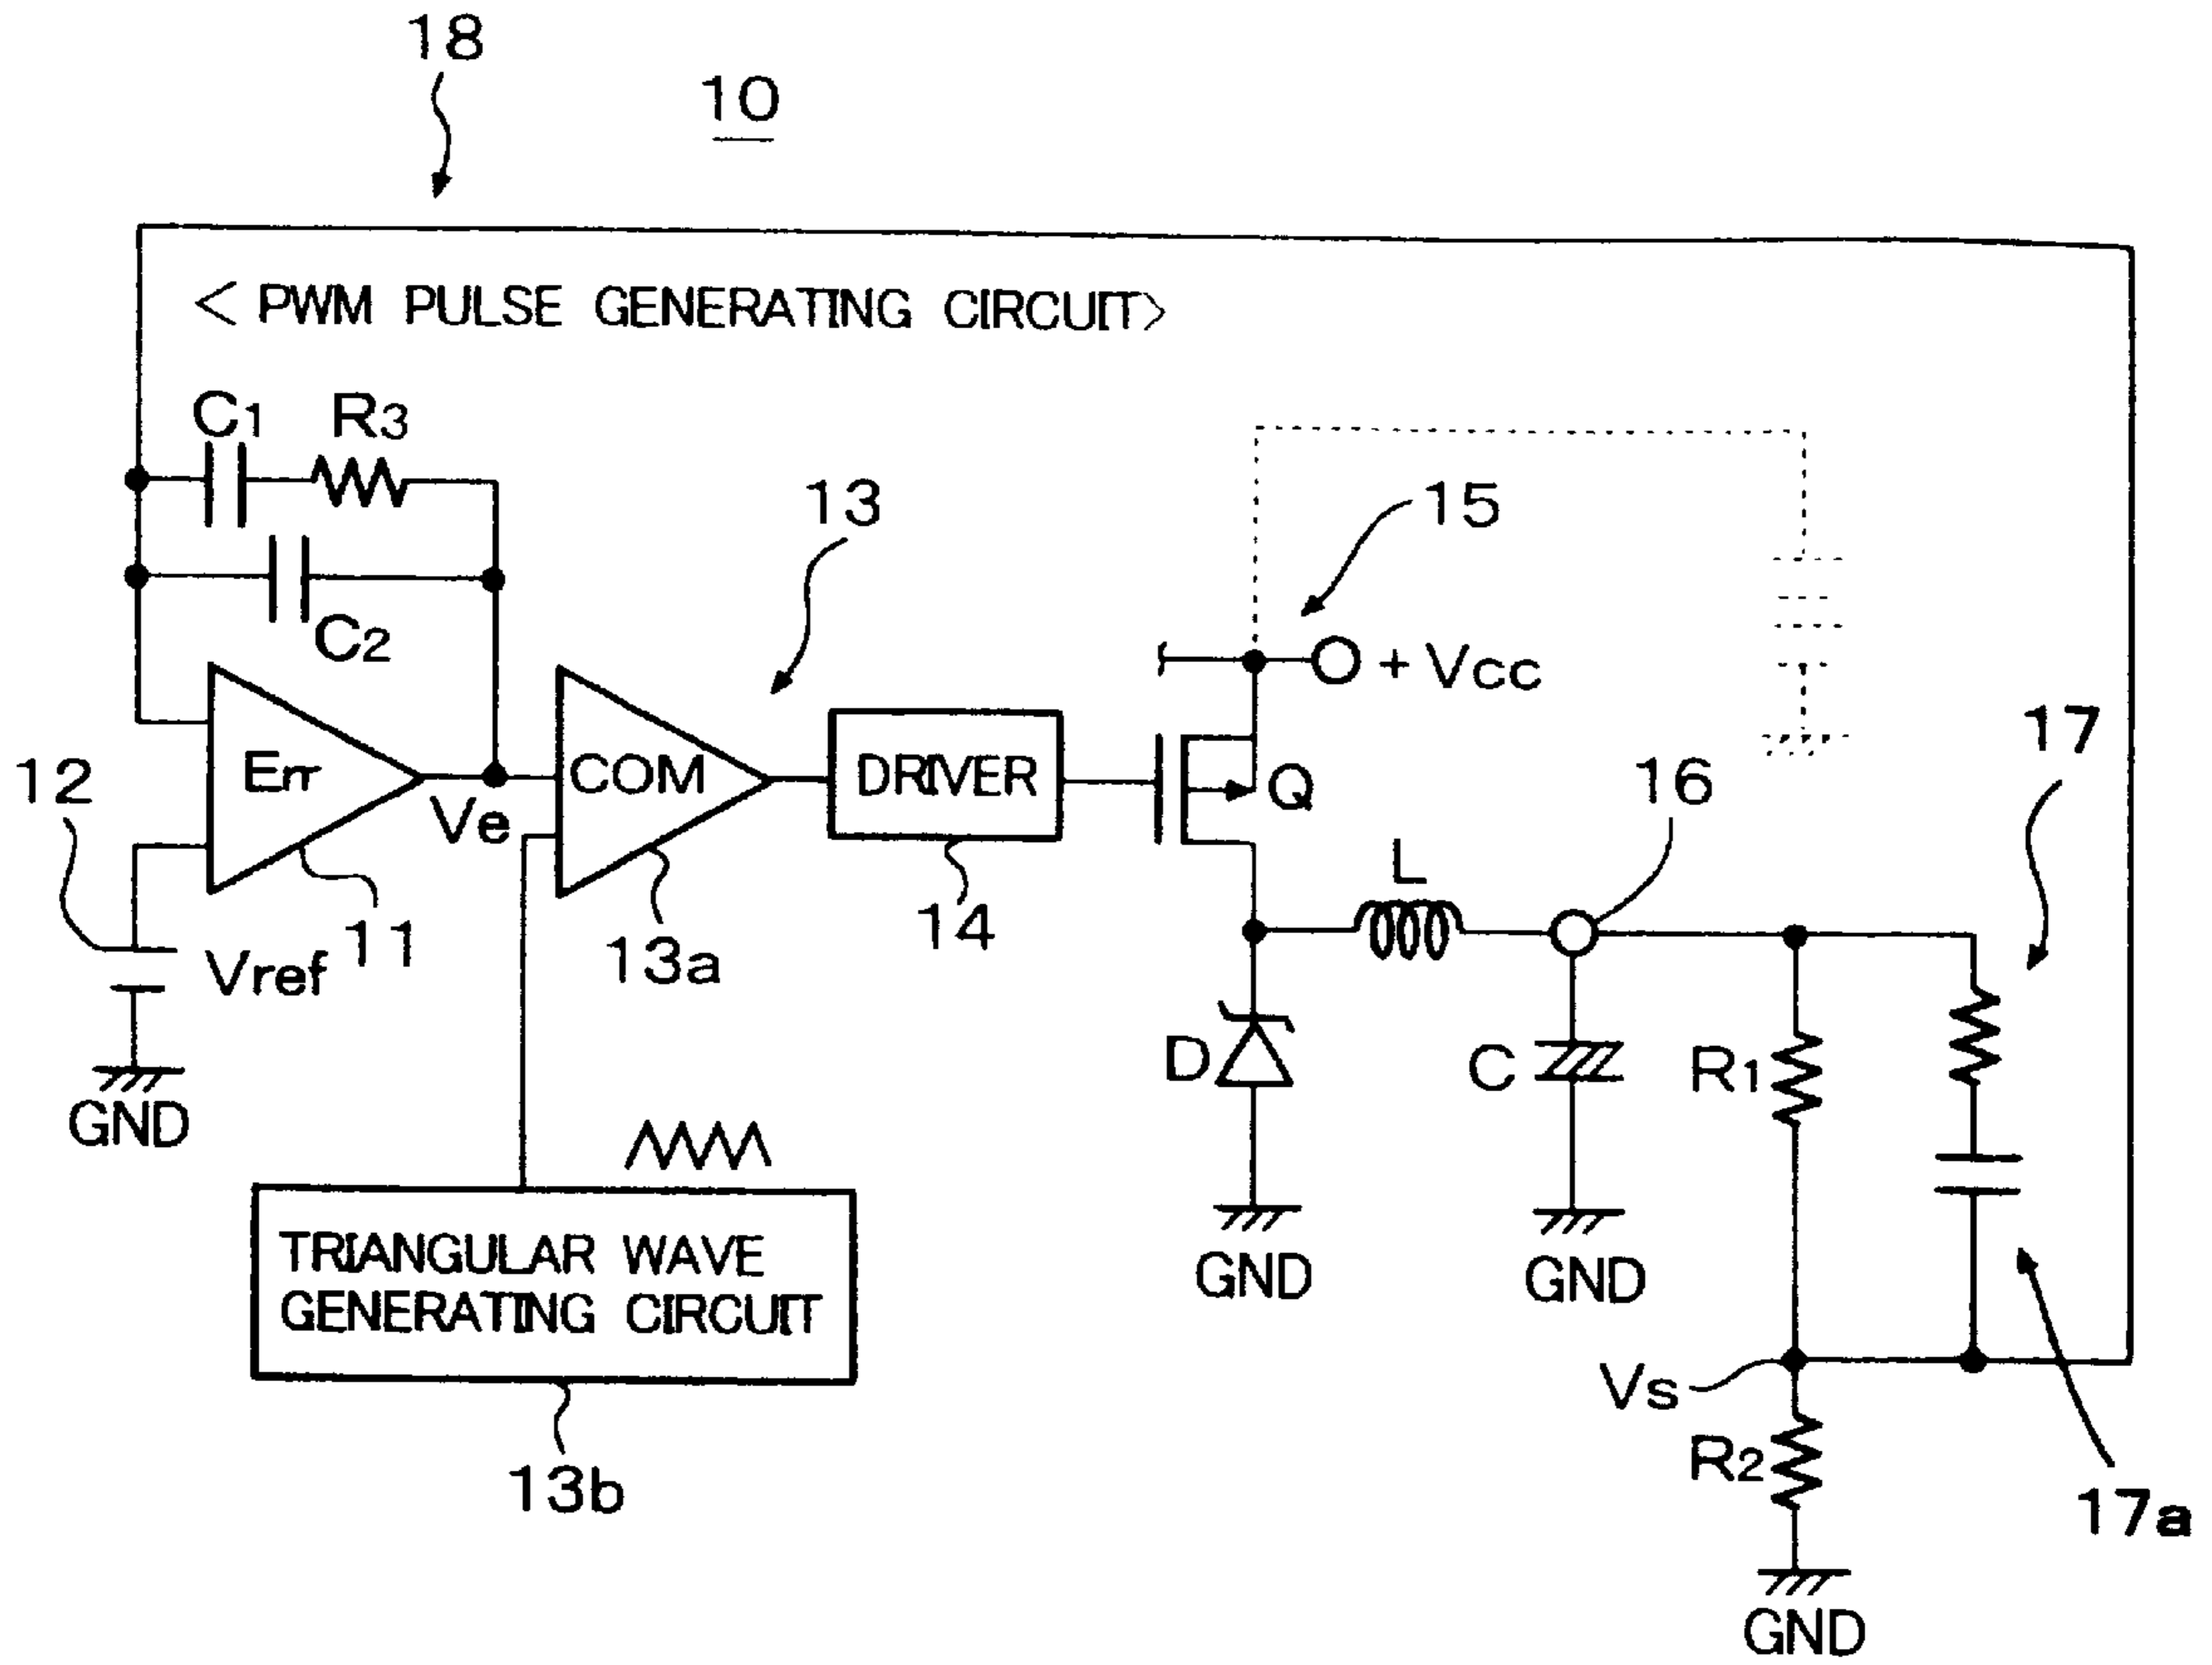 18
10
< PWM PULSE GENERATING CIRCUIT>
C1
R3
13
15
C2
+ Vcc
17
12
Err
COM
DRIVER
Q
16
Ve
L
11
14
13a
Vref
D
C
R1
GND
TRIANGULAR WAVE
GENERATING CIRCUIT
GND
GND
Vs
13b
R2
17a
GND